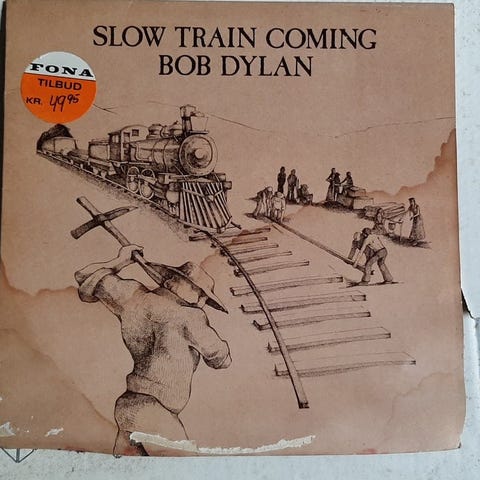 SLOW TRAIN COMING
BOB DYLAN
FONA
TILBUD
KR. 49 95